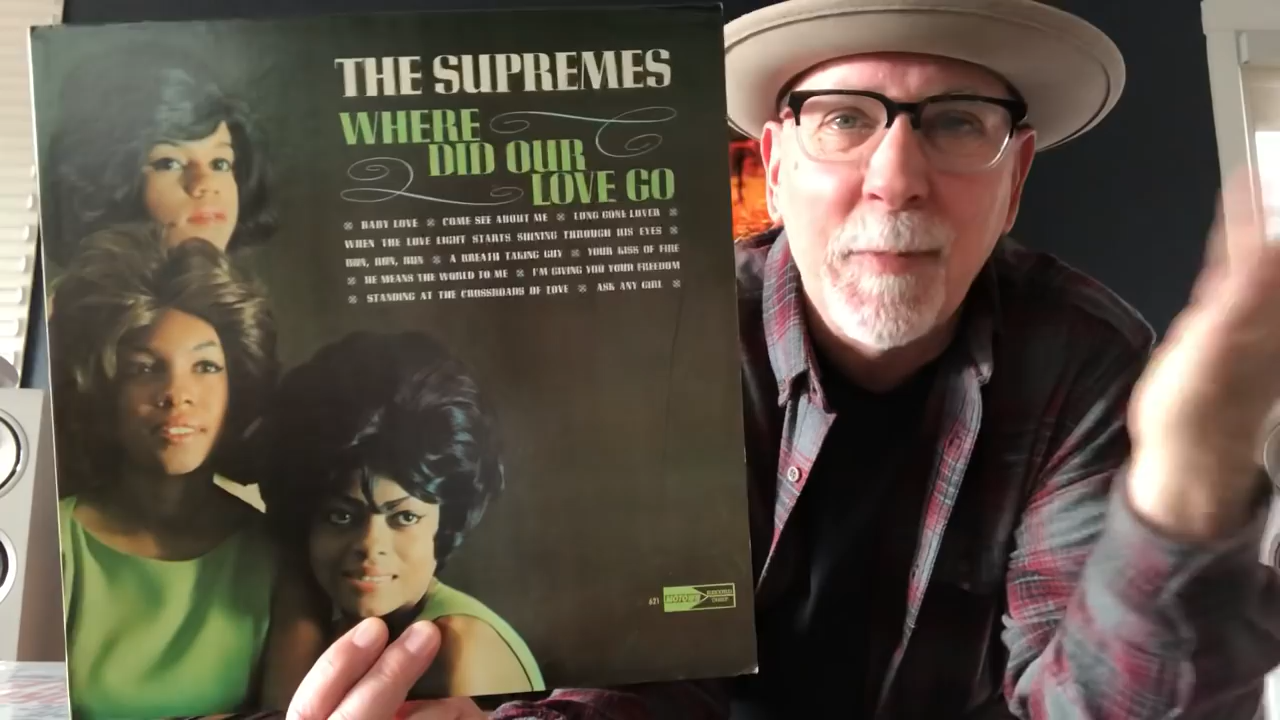 THE SUPREMES
WHERE
DID OUR
LOVE GO
BABY LOVE COME SEE ABOUT ME LONG GONE LOVER
WHEN THE LOVE LIGHT STARTS SHINING THROUGH HIS EYES
RUN, RUN, RUN A BREATH TAKING GUY YOUR KISS OF FIRE
HE MEANS THE WORLD TO ME I'M GIVING YOU YOUR FREEDOM
STANDING AT THE CROSSROADS OF LOVE ASK ANY GIRL
621 MOTOWN